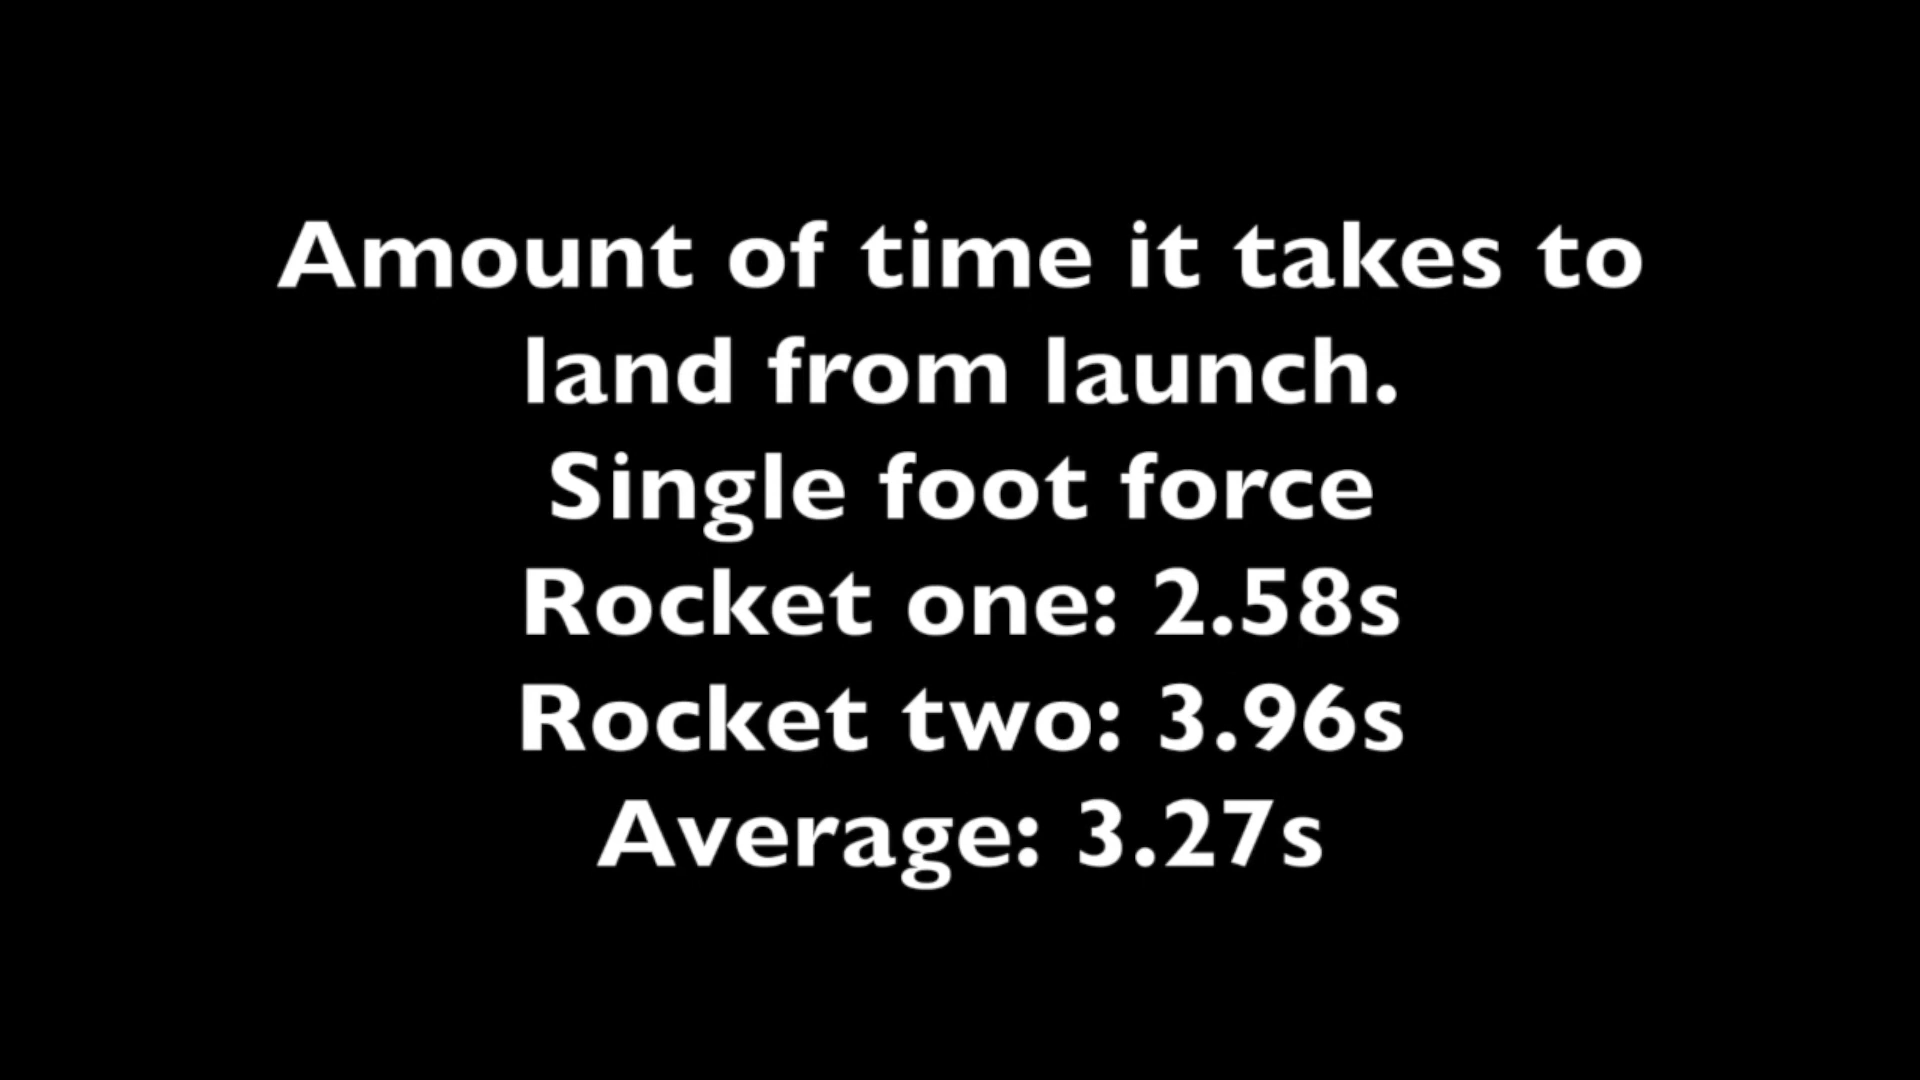 Amount of time it takes to
land from launch.
Single foot force
Rocket one: 2.58s
Rocket two: 3.96s
Average: 3.27s